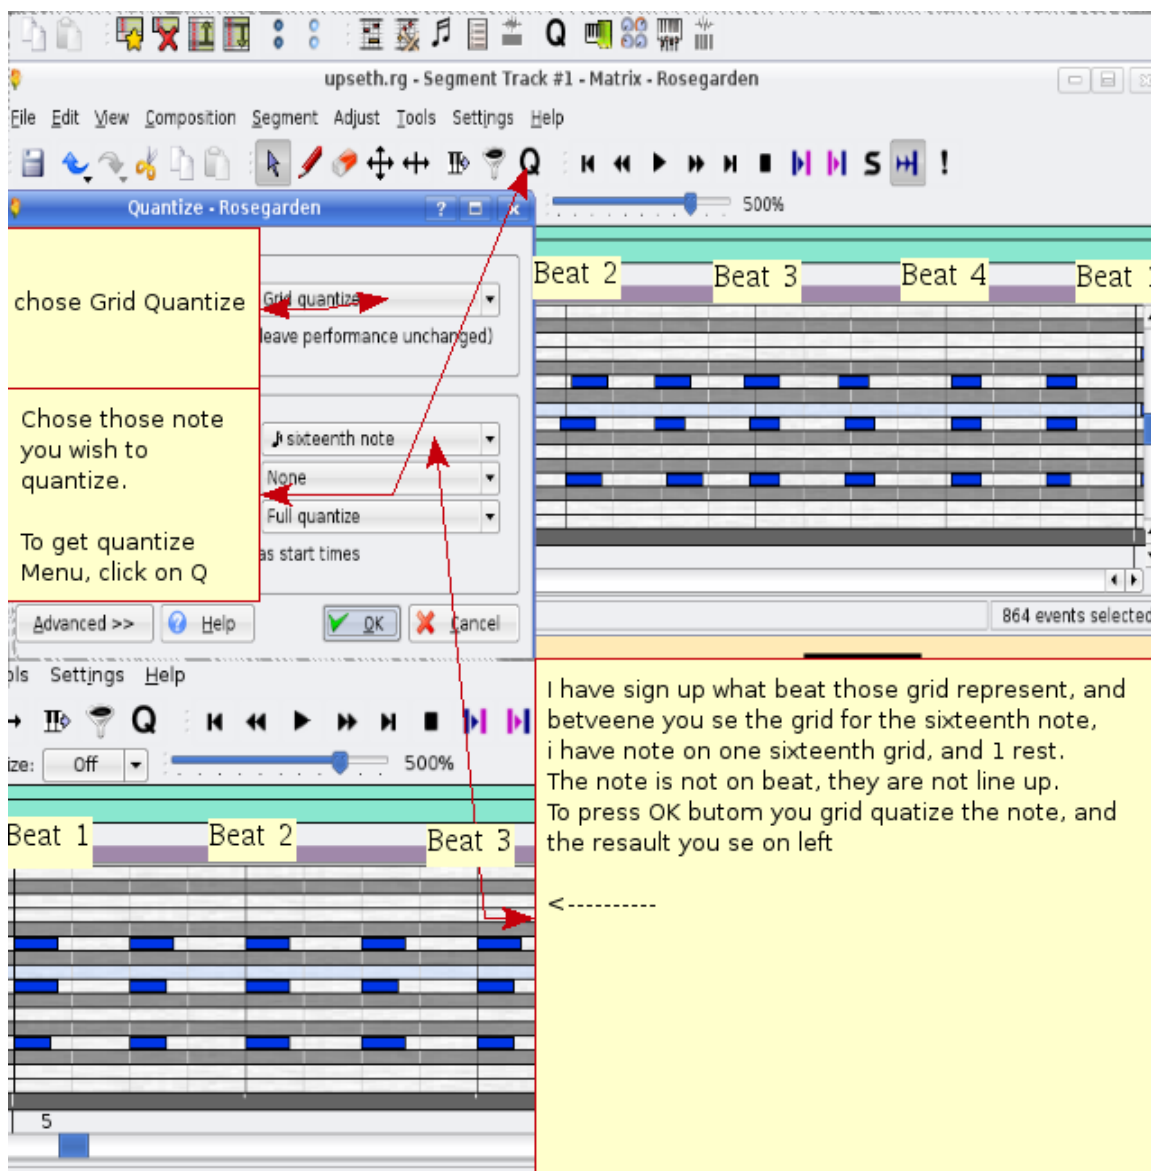 Q
upseth.rg - Segment Track #1 - Matrix - Rosegarden
File Edit View Composition Segment Adjust Tools Settings Help
Q S !
Quantize - Rosegarden ?
500%
Beat 2 Beat 3 Beat 4 Beat
chose Grid Quantize
Grid quantize
leave performance unchanged)
Chose those note
you wish to
quantize.
To get quantize
Menu, click on Q
sixteenth note
None
Full quantize
as start times
Advanced >> Help OK Cancel
864 events selected
ols Settings Help
Q
ize: Off 500%
Beat 1 Beat 2 Beat 3
5
I have sign up what beat those grid represent, and
betveene you se the grid for the sixteenth note,
i have note on one sixteenth grid, and 1 rest.
The note is not on beat, they are not line up.
To press OK butom you grid quatize the note, and
the resault you se on left
<----------